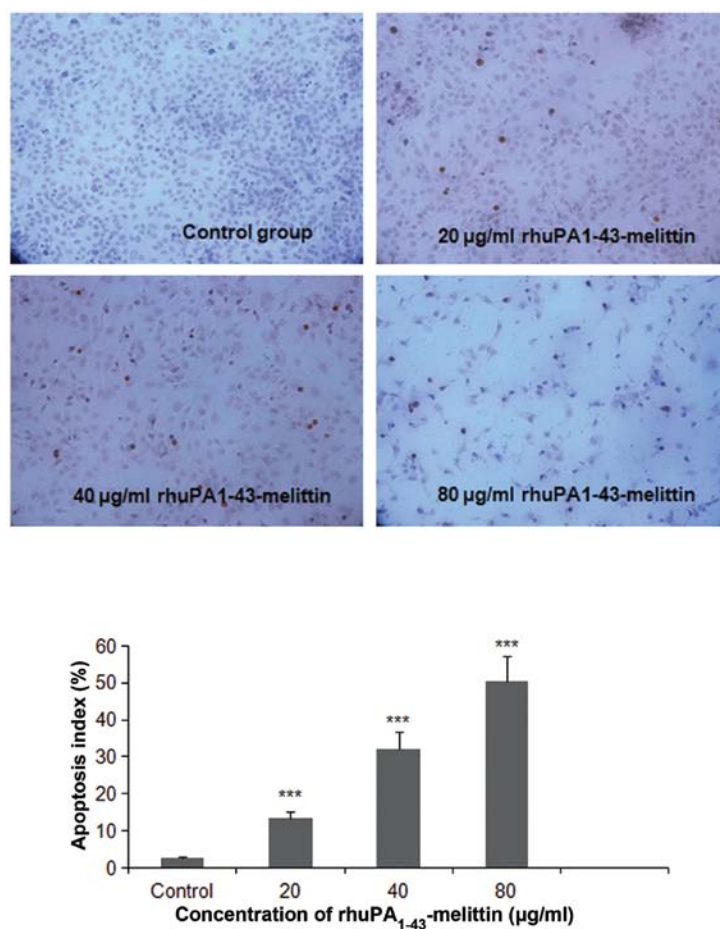 Control group
20 µg/ml rhuPA1-43-melittin
40 µg/ml rhuPA1-43-melittin
80 µg/ml rhuPA1-43-melittin
Apoptosis index (%)
60
50
40
30
20
10
0
***
***
***
Control 20 40 80
Concentration of rhuPA1-43-melittin (µg/ml)